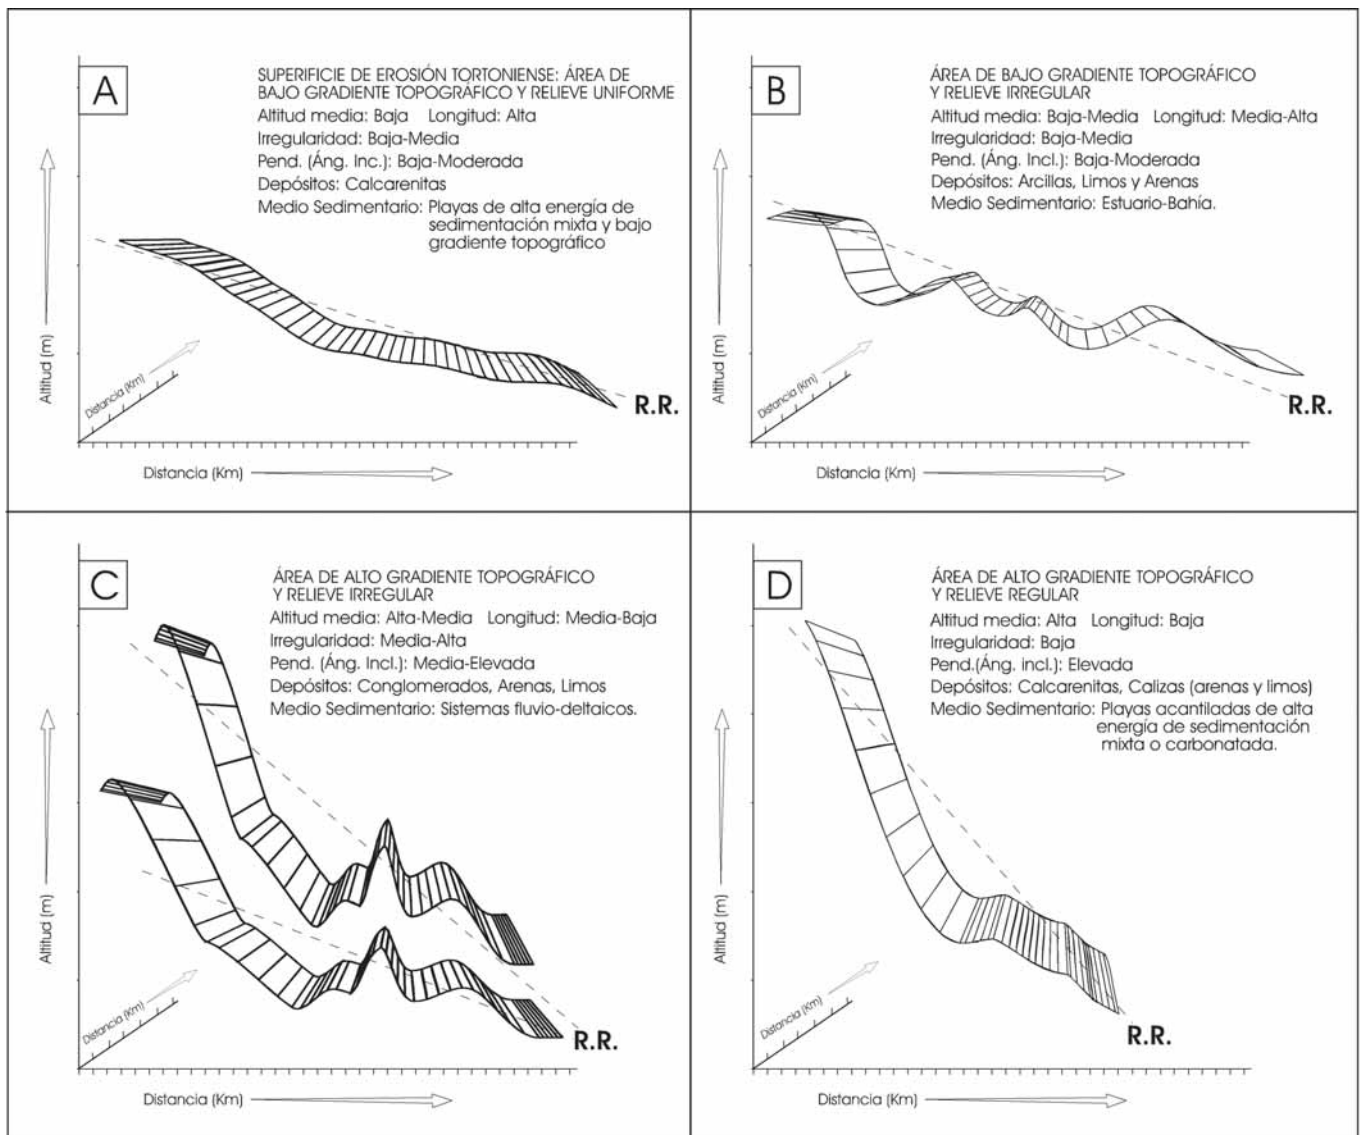 A
SUPERIFICIE DE EROSIÓN TORTONIENSE: ÁREA DE
BAJO GRADIENTE TOPOGRÁFICO Y RELIEVE UNIFORME
Altitud media: Baja Longitud: Alta
Irregularidad: Baja-Media
Pend. (Áng. Inc.): Baja-Moderada
Depósitos: Calcarenitas
Medio Sedimentario: Playas de alta energía de
sedimentación mixta y bajo
gradiente topográfico
Altitud (m)
Distancia (Km)
R.R.
Distancia (Km)
B
ÁREA DE BAJO GRADIENTE TOPOGRÁFICO
Y RELIEVE IRREGULAR
Altitud media: Baja-Media Longitud: Media-Alta
Irregularidad: Baja-Media
Pend. (Áng. Incl.): Baja-Moderada
Depósitos: Arcillas, Limos y Arenas
Medio Sedimentario: Estuario-Bahía.
Altitud (m)
Distancia (Km)
R.R.
Distancia (Km)
C
ÁREA DE ALTO GRADIENTE TOPOGRÁFICO
Y RELIEVE IRREGULAR
Altitud media: Alta-Media Longitud: Media-Baja
Irregularidad: Media-Alta
Pend. (Áng. Incl.): Media-Elevada
Depósitos: Conglomerados, Arenas, Limos
Medio Sedimentario: Sistemas fluvio-deltaicos.
Altitud (m)
Distancia (Km)
R.R.
Distancia (Km)
D
ÁREA DE ALTO GRADIENTE TOPOGRÁFICO
Y RELIEVE REGULAR
Altitud media: Alta Longitud: Baja
Irregularidad: Baja
Pend.(Áng. incl.): Elevada
Depósitos: Calcarenitas, Calizas (arenas y limos)
Medio Sedimentario: Playas acantiladas de alta
energía de sedimentación
mixta o carbonatada.
Altitud (m)
Distancia (Km)
R.R.
Distancia (Km)